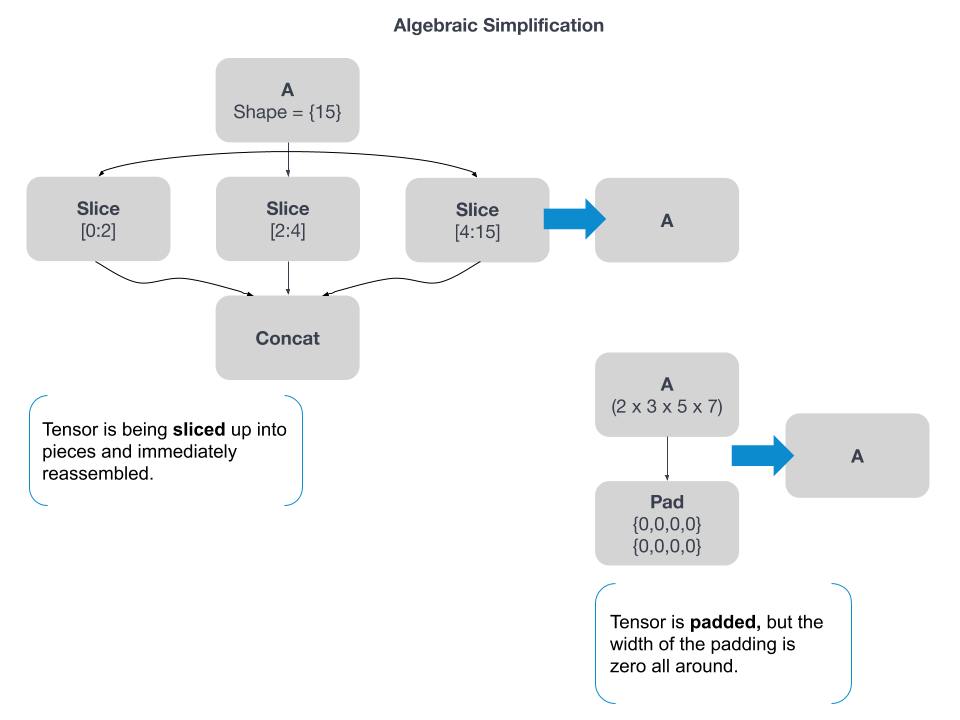 Algebraic Simplification
A
Shape = {15}
Slice
[0:2]
Slice
[2:4]
Slice
[4:15]
A
Concat
Tensor is being sliced up into
pieces and immediately
reassembled.
A
(2 x 3 x 5 x 7)
A
Pad
{0,0,0,0}
{0,0,0,0}
Tensor is padded, but the
width of the padding is
zero all around.